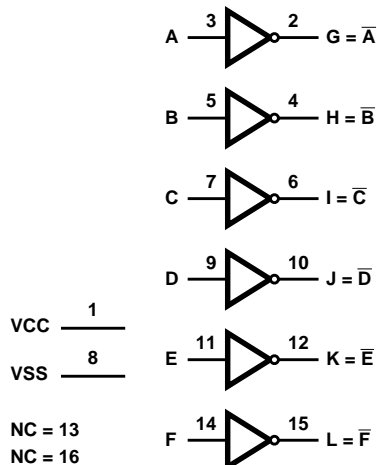 A 3 2 G = A̅
B 5 4 H = B̅
C 7 6 I = C̅
D 9 10 J = D̅
VCC 1
E 11 12 K = E̅
VSS 8
NC = 13
NC = 16
F 14 15 L = F̅